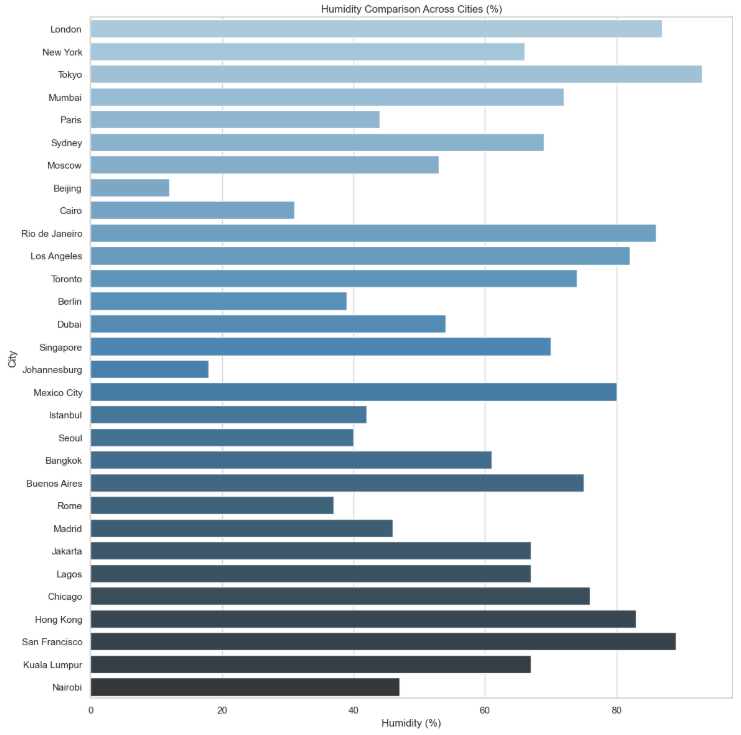 Humidity Comparison Across Cities (%)
London
New York
Tokyo
Mumbai
Paris
Sydney
Moscow
Beijing
Cairo
Rio de Janeiro
Los Angeles
Toronto
Berlin
Dubai
Singapore
Johannesburg
Mexico City
Istanbul
Seoul
Bangkok
Buenos Aires
Rome
Madrid
Jakarta
Lagos
Chicago
Hong Kong
San Francisco
Kuala Lumpur
Nairobi
City
0 20 40 60 80
Humidity (%)